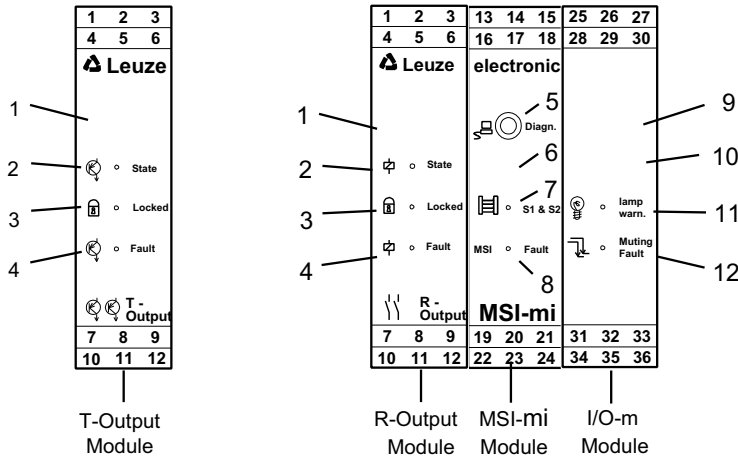 1 2 3
4 5 6
Leuze
1
2
State
3
Locked
4
Fault
T -
Output
7 8 9
10 11 12
T-Output
Module
1 2 3
4 5 6
Leuze
1
2
State
3
Locked
4
Fault
R -
Output
7 8 9
10 11 12
R-Output
Module
13 14 15
16 17 18
electronic
5
Diagn.
6
7
S1 & S2
MSI
Fault
8
MSI-mi
19 20 21
22 23 24
MSI-mi
Module
25 26 27
28 29 30
9
10
lamp
warn.
11
Muting
Fault
12
31 32 33
34 35 36
I/O-m
Module